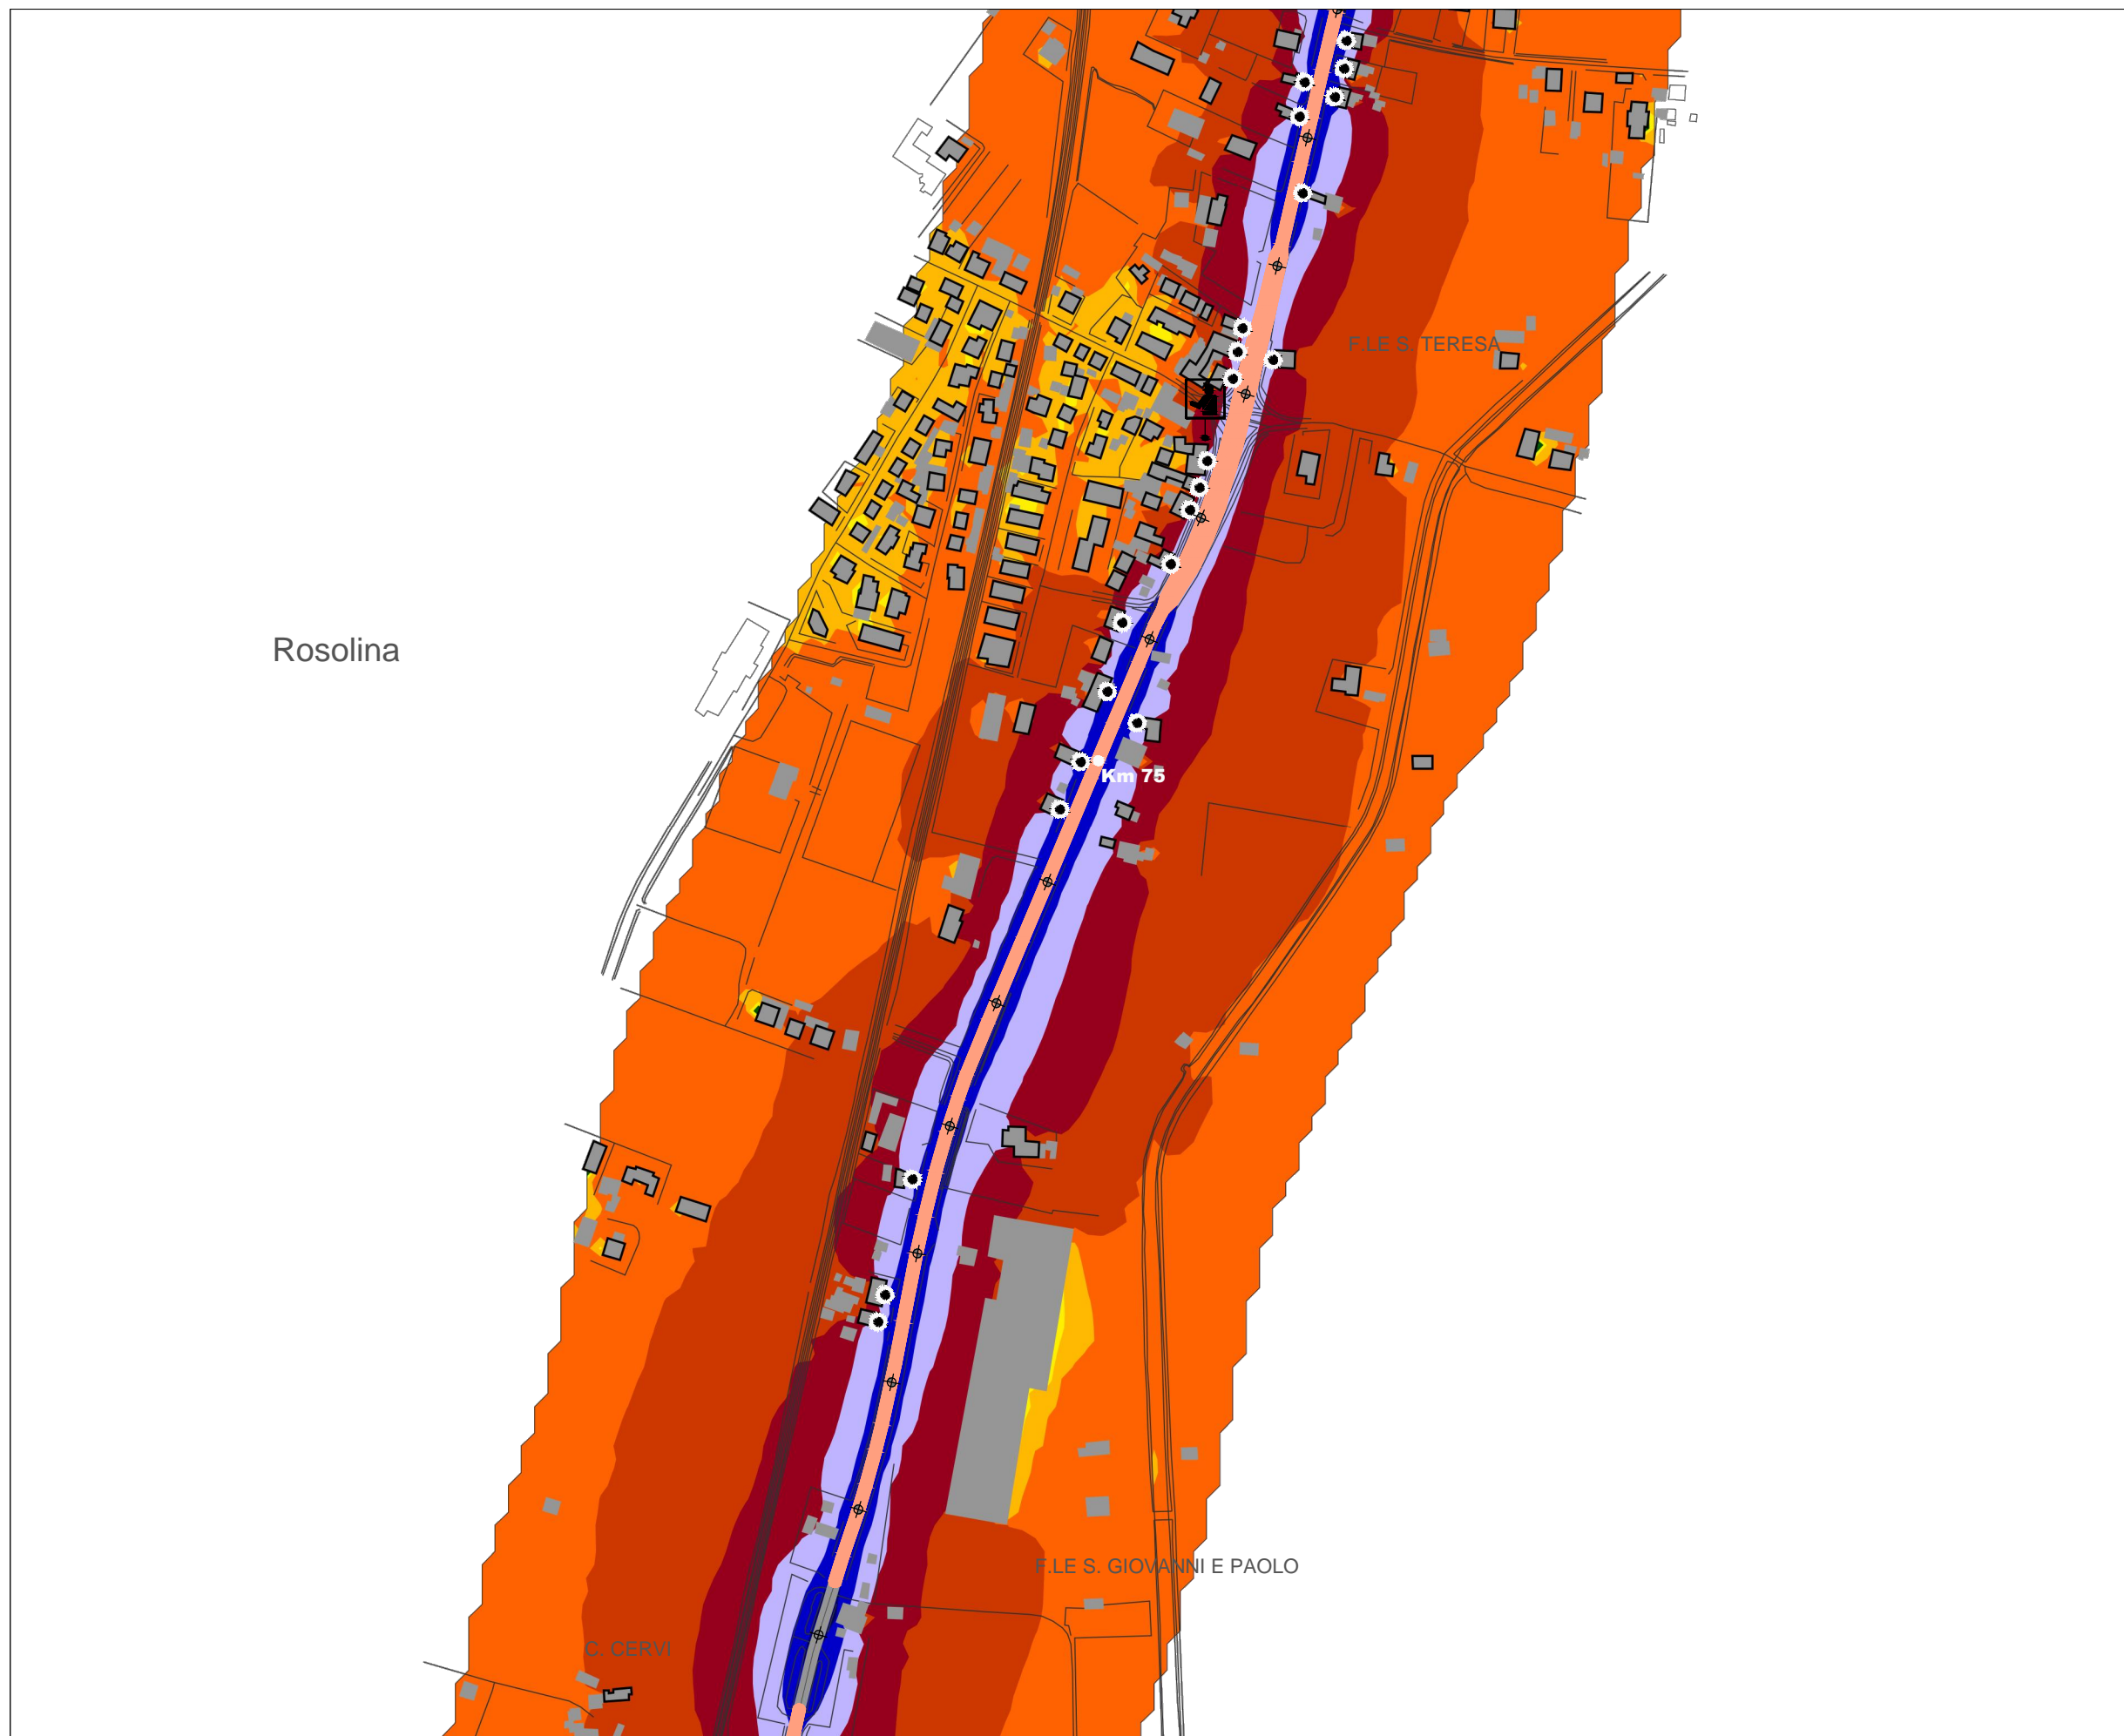 F.LE S. TERESA
Rosolina
Km 75
F.LE S. GIOVANNI E PAOLO
C. CERVI